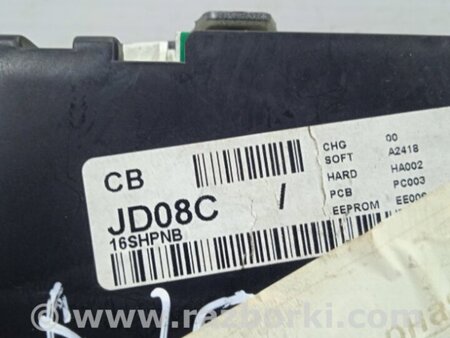 CB
JD08C
16SHPNB
CHG 00
SOFT A2418
HARD HA002
PCB PC003
EEPROM
www.razborki.com